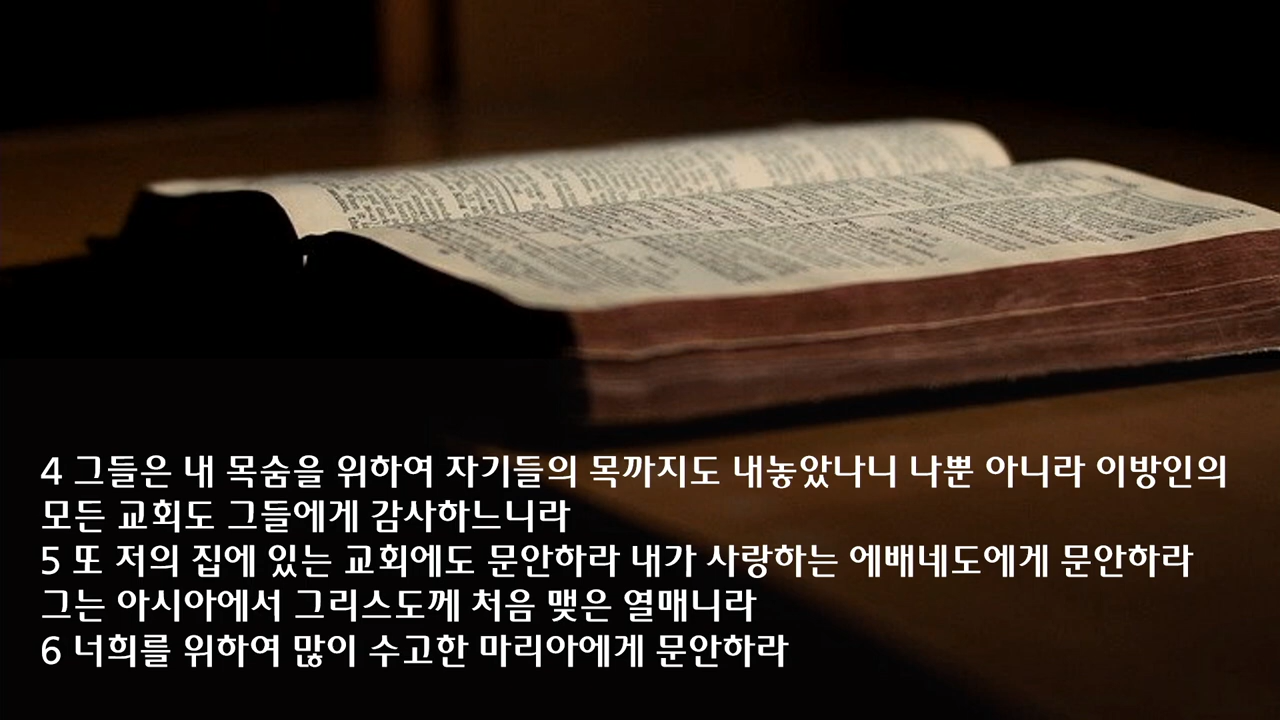 4 그들은 내 목숨을 위하여 자기들의 목까지도 내놓았나니 나뿐 아니라 이방인의
모든 교회도 그들에게 감사하느니라
5 또 저의 집에 있는 교회에도 문안하라 내가 사랑하는 에배네도에게 문안하라
그는 아시아에서 그리스도께 처음 맺은 열매니라
6 너희를 위하여 많이 수고한 마리아에게 문안하라